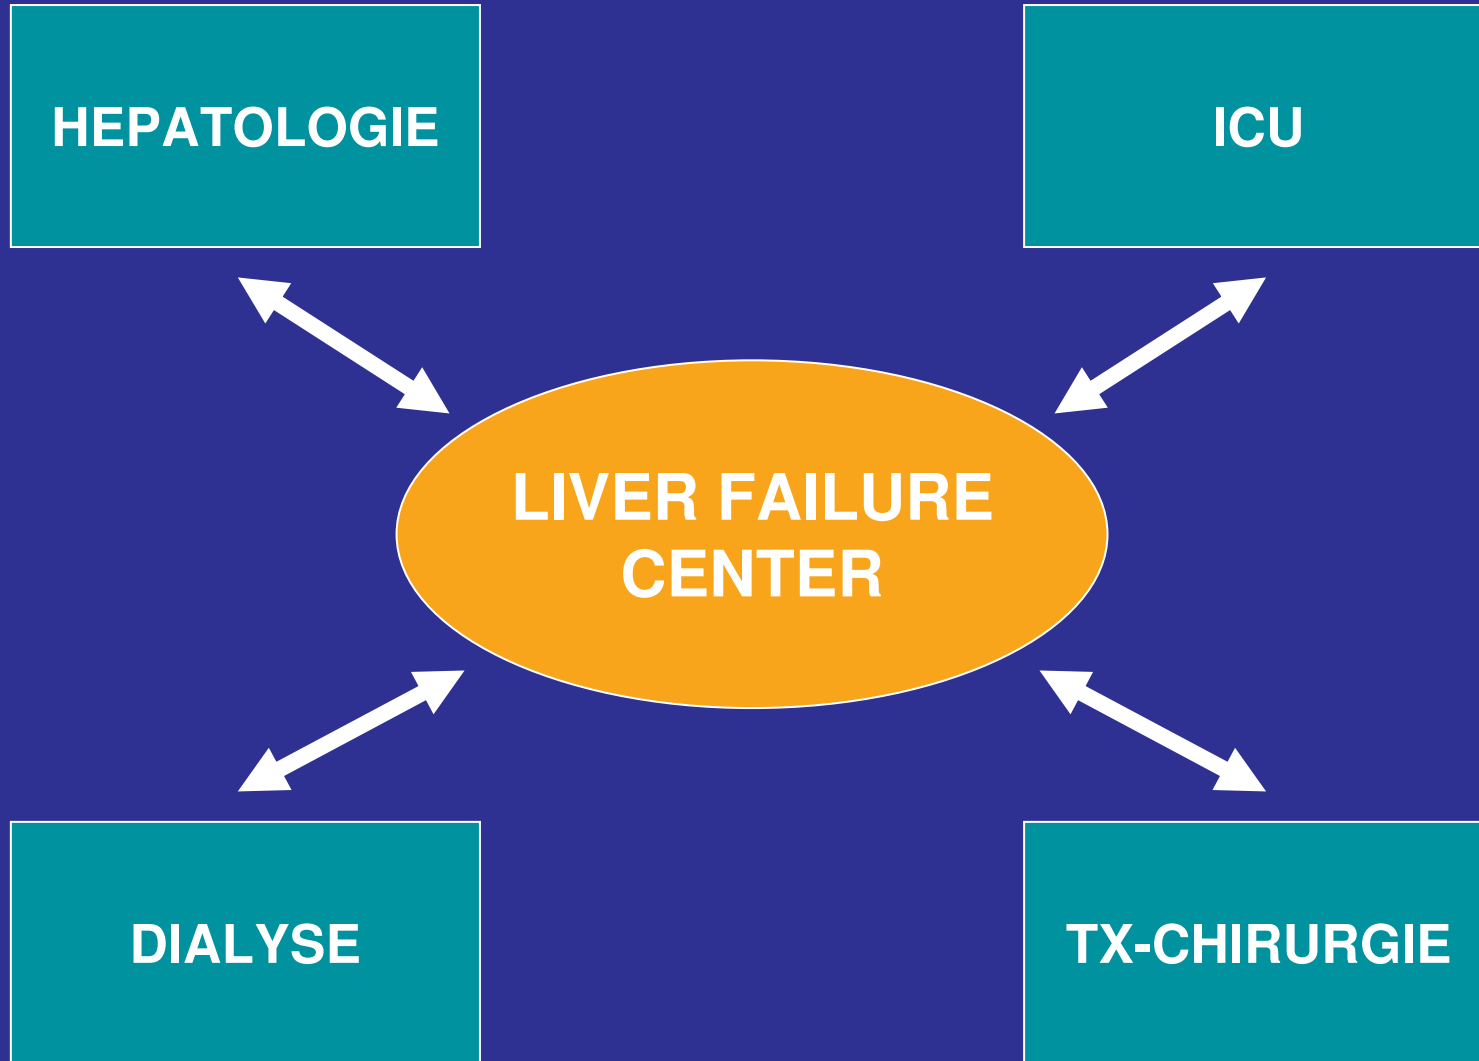 HEPATOLOGIE
ICU
LIVER FAILURE
CENTER
DIALYSE
TX-CHIRURGIE